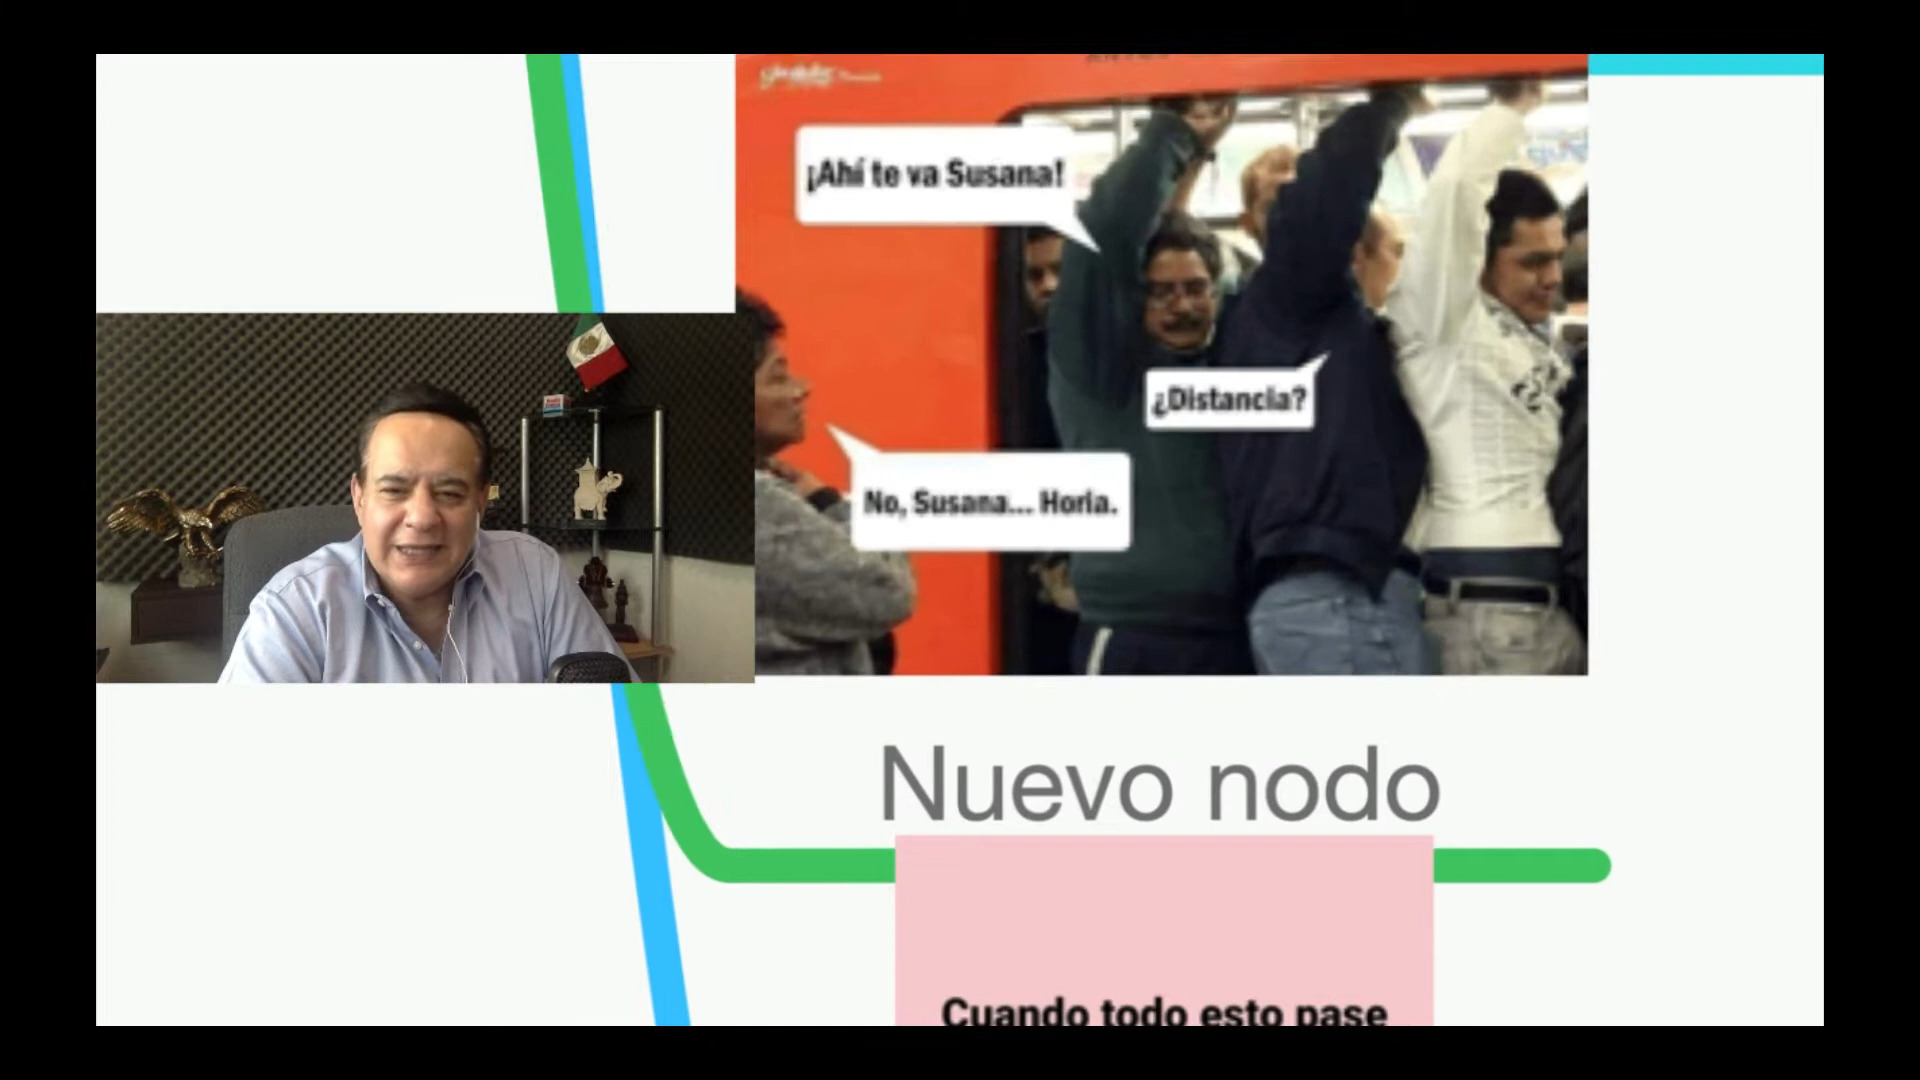 ¡Ahí te va Susana!
¿Distancia?
No, Susana... Horia.
Nuevo nodo
Cuando todo esto pase